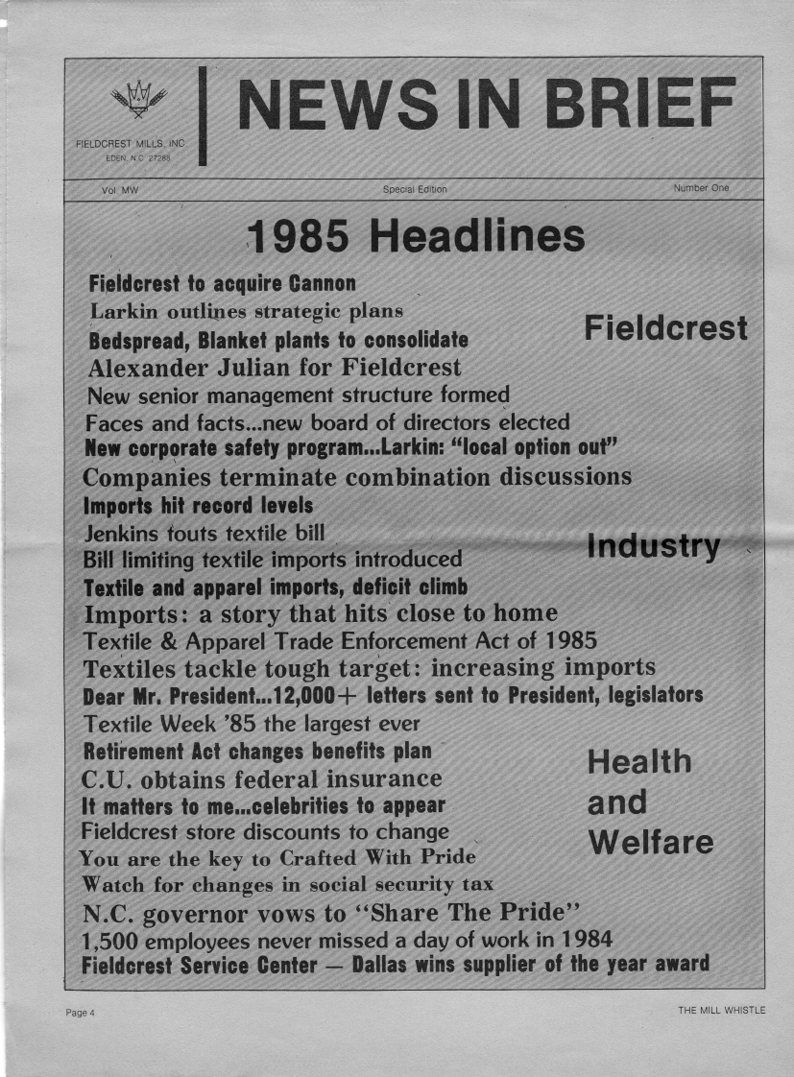 NEWS IN BRIEF
FIELDCREST MILLS, INC.
EDEN, N.C. 27288
Vol. MW Special Edition Number One
1985 Headlines
Fieldcrest to acquire Cannon
Larkin outlines strategic plans
Fieldcrest
Bedspread, Blanket plants to consolidate
Alexander Julian for Fieldcrest
New senior management structure formed
Faces and facts...new board of directors elected
New corporate safety program...Larkin: "local option out"
Companies terminate combination discussions
Imports hit record levels
Jenkins touts textile bill
Industry
Bill limiting textile imports introduced
Textile and apparel imports, deficit climb
Imports: a story that hits close to home
Textile & Apparel Trade Enforcement Act of 1985
Textiles tackle tough target: increasing imports
Dear Mr. President...12,000+ letters sent to President, legislators
Textile Week '85 the largest ever
Retirement Act changes benefits plan
Health
C.U. obtains federal insurance
It matters to me...celebrities to appear
and
Fieldcrest store discounts to change
Welfare
You are the key to Crafted With Pride
Watch for changes in social security tax
N.C. governor vows to "Share The Pride"
1,500 employees never missed a day of work in 1984
Fieldcrest Service Center — Dallas wins supplier of the year award
Page 4 THE MILL WHISTLE